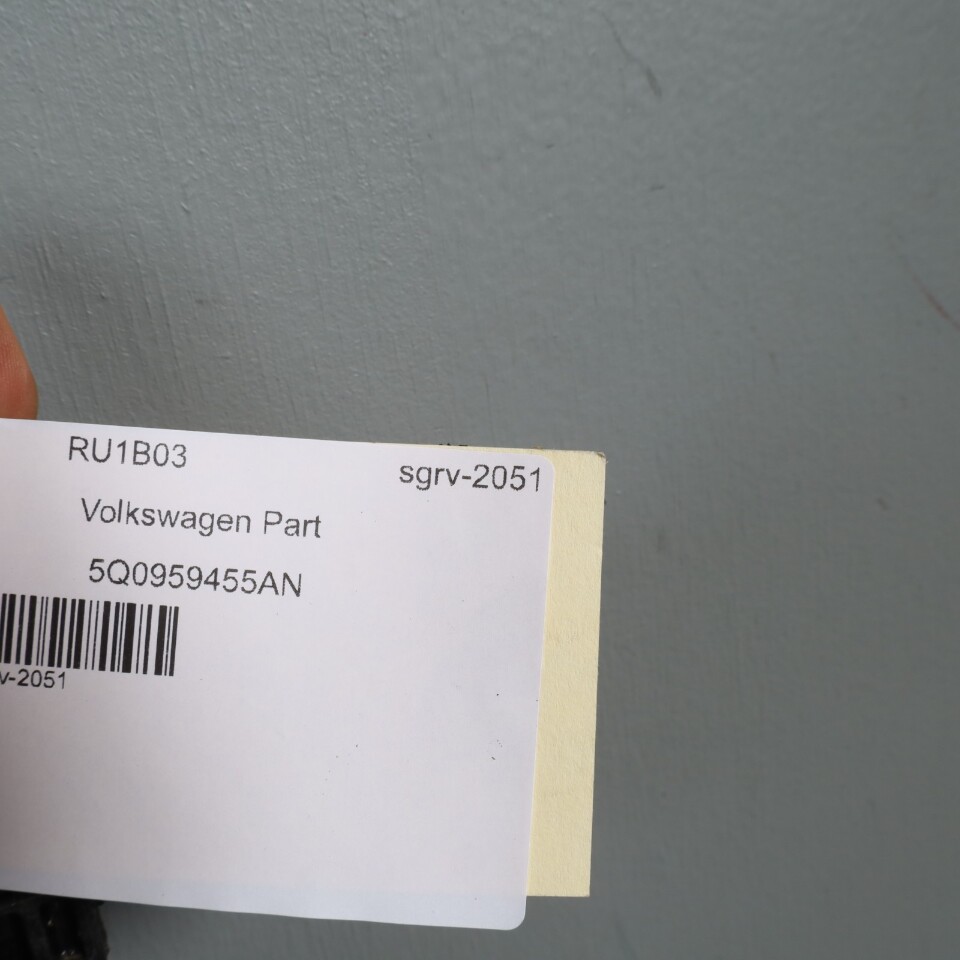 RU1B03
sgrv-2051
Volkswagen Part
5Q0959455AN
v-2051